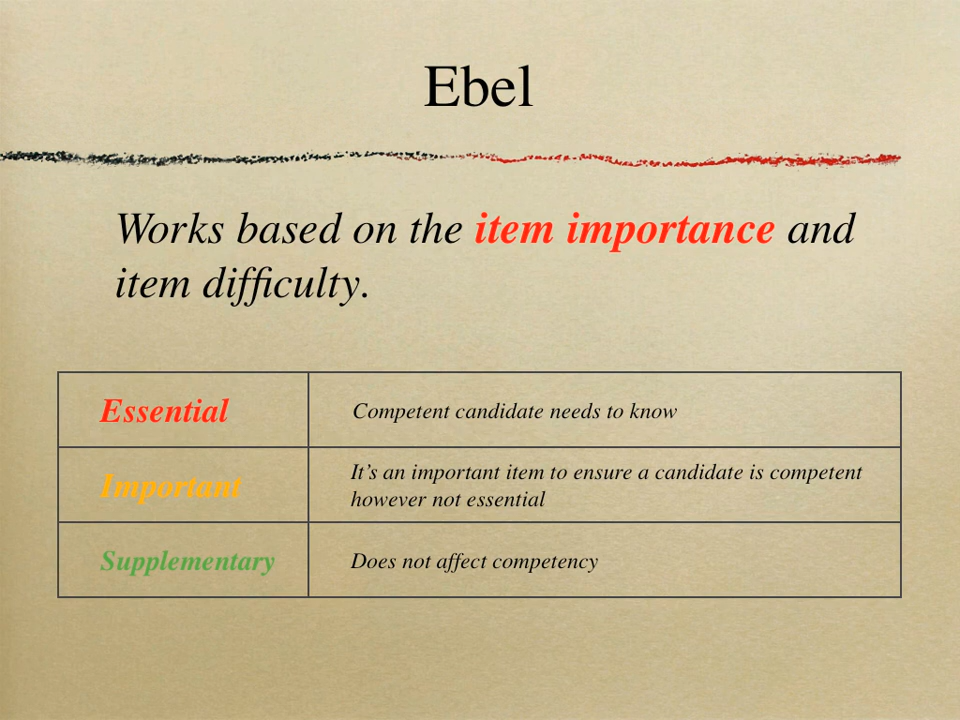 Ebel
Works based on the item importance and
item difficulty.
Essential
Competent candidate needs to know
Important
It’s an important item to ensure a candidate is competent
however not essential
Supplementary
Does not affect competency